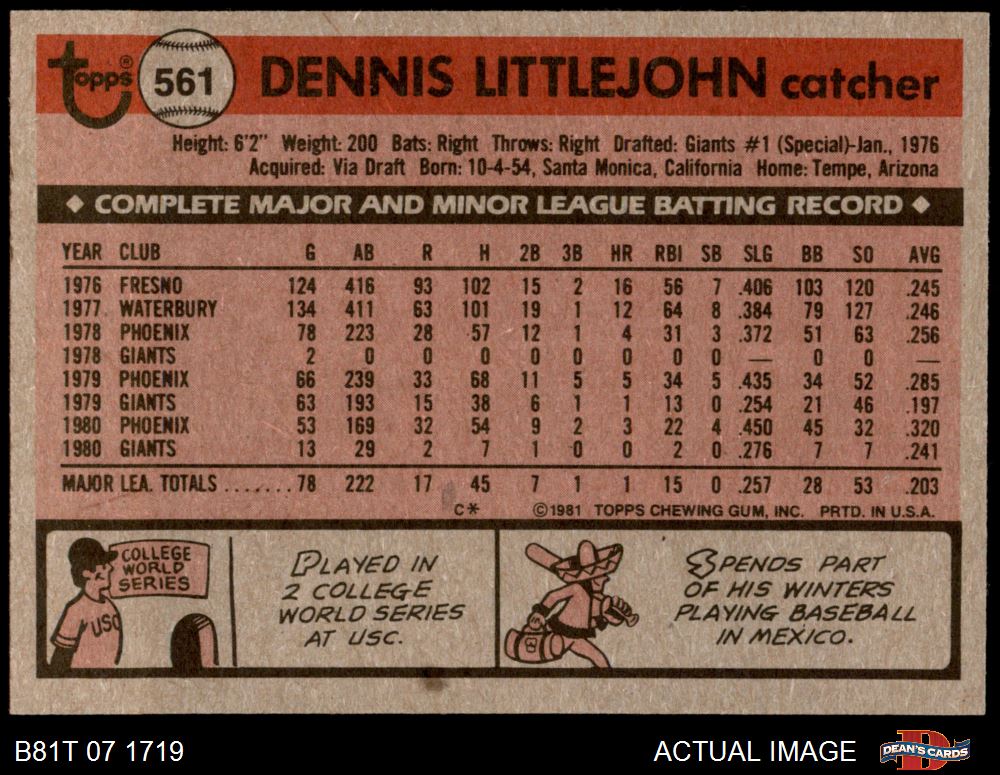 topps® 561 DENNIS LITTLEJOHN catcher
Height: 6'2" Weight: 200 Bats: Right Throws: Right Drafted: Giants #1 (Special)-Jan., 1976
Acquired: Via Draft Born: 10-4-54, Santa Monica, California Home: Tempe, Arizona
◆ COMPLETE MAJOR AND MINOR LEAGUE BATTING RECORD ◆
YEAR CLUB G AB R H 2B 3B HR RBI SB SLG BB SO AVG
1976 FRESNO 124 416 93 102 15 2 16 56 7 .406 103 120 .245
1977 WATERBURY 134 411 63 101 19 1 12 64 8 .384 79 127 .246
1978 PHOENIX 78 223 28 57 12 1 4 31 3 .372 51 63 .256
1978 GIANTS 2 0 0 0 0 0 0 0 0 — 0 0 —
1979 PHOENIX 66 239 33 68 11 5 5 34 5 .435 34 52 .285
1979 GIANTS 63 193 15 38 6 1 1 13 0 .254 21 46 .197
1980 PHOENIX 53 169 32 54 9 2 3 22 4 .450 45 32 .320
1980 GIANTS 13 29 2 7 1 0 0 2 0 .276 7 7 .241
MAJOR LEA. TOTALS ....... 78 222 17 45 7 1 1 15 0 .257 28 53 .203
C* ©1981 TOPPS CHEWING GUM, INC. PRTD. IN U.S.A.
COLLEGE
WORLD
SERIES
USC
PLAYED IN
2 COLLEGE
WORLD SERIES
AT USC.
SPENDS PART
OF HIS WINTERS
PLAYING BASEBALL
IN MEXICO.
B81T 07 1719 ACTUAL IMAGE DEAN'S CARDS